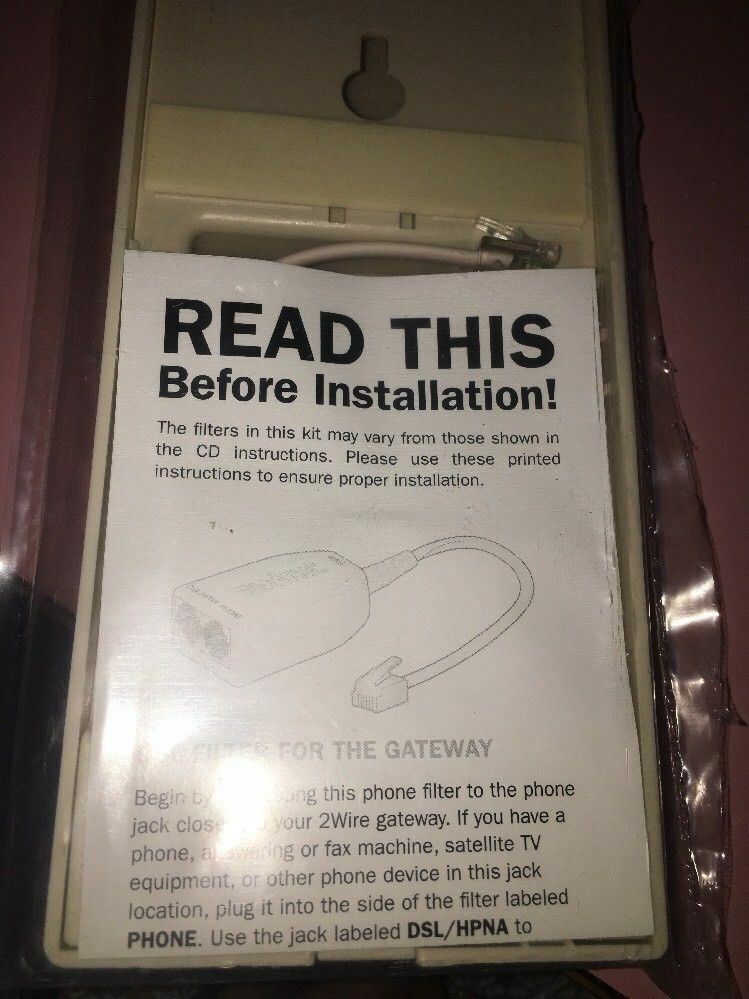 READ THIS
Before Installation!
The filters in this kit may vary from those shown in
the CD instructions. Please use these printed
instructions to ensure proper installation.
FILTER FOR THE GATEWAY
Begin by this phone filter to the phone
jack your 2Wire gateway. If you have a
phone, answering or fax machine, satellite TV
equipment, or other phone device in this jack
location, plug it into the side of the filter labeled
PHONE. Use the jack labeled DSL/HPNA to